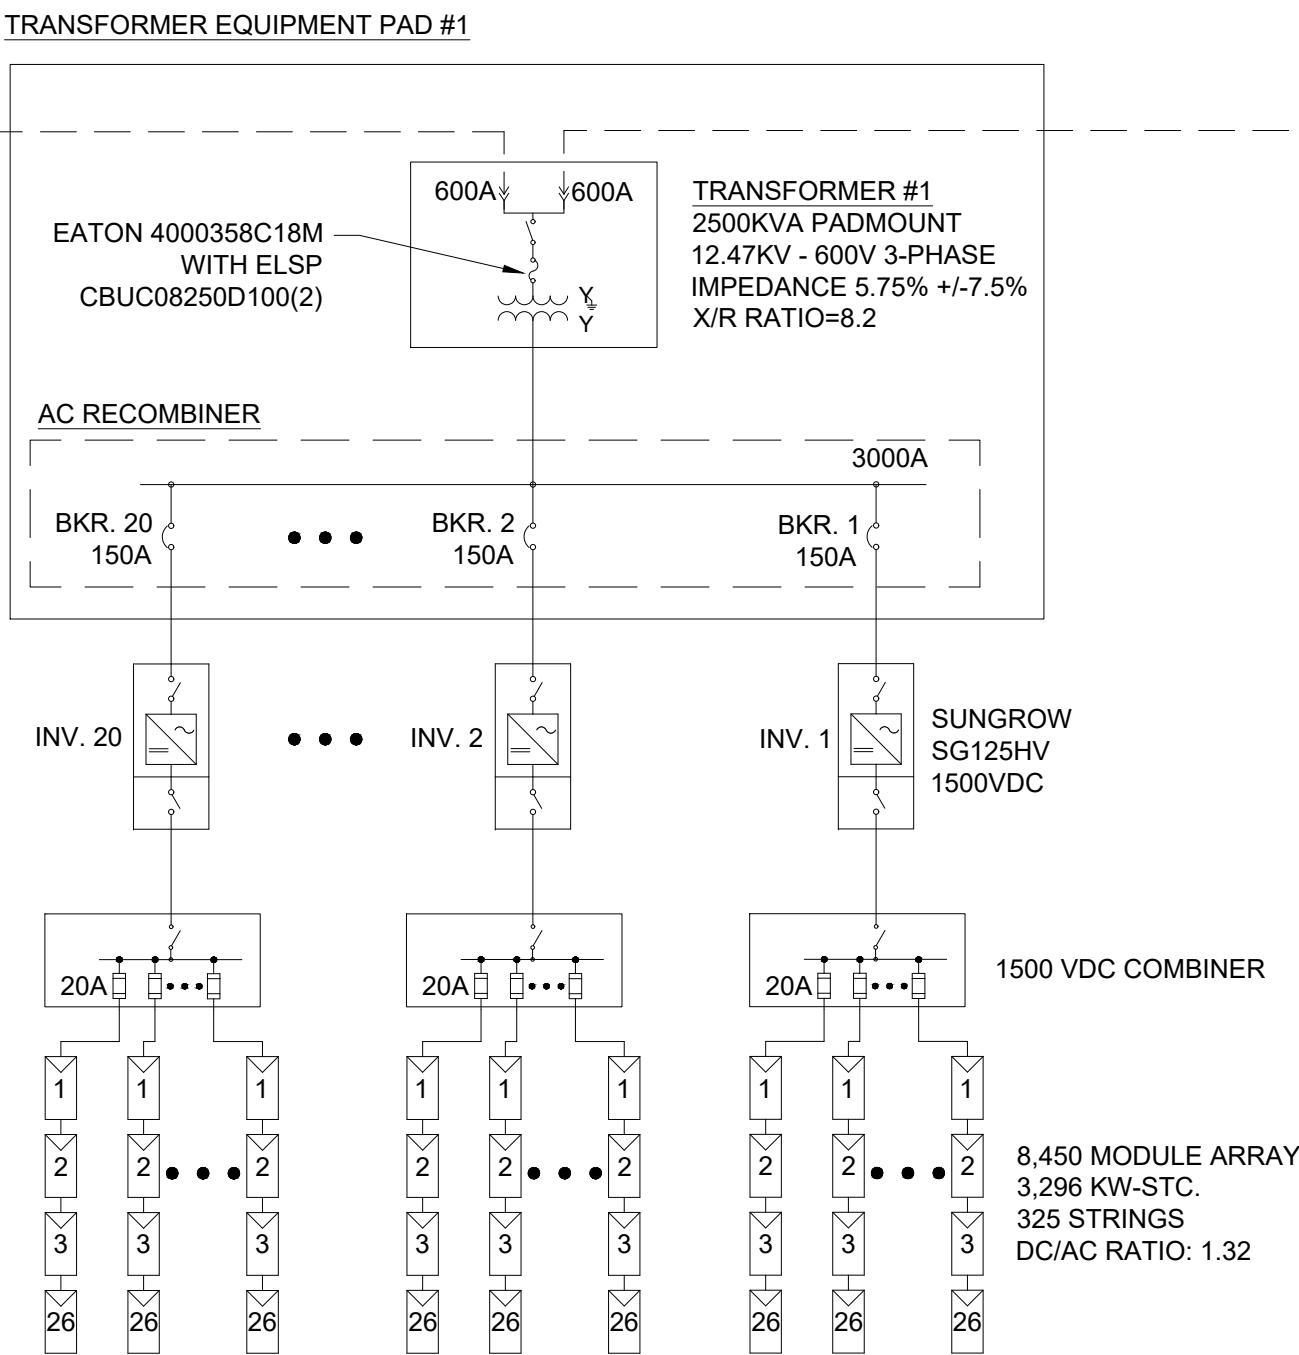 TRANSFORMER EQUIPMENT PAD #1
600A 600A
EATON 4000358C18M
WITH ELSP
CBUC08250D100(2)
Y
Y
TRANSFORMER #1
2500KVA PADMOUNT
12.47KV - 600V 3-PHASE
IMPEDANCE 5.75% +/-7.5%
X/R RATIO=8.2
AC RECOMBINER
3000A
BKR. 20
150A
BKR. 2
150A
BKR. 1
150A
INV. 20
INV. 2
INV. 1
SUNGROW
SG125HV
1500VDC
20A
20A
20A
1500 VDC COMBINER
1 1 1 1 1 1 1 1 1
2 2 2 2 2 2 2 2 2
3 3 3 3 3 3 3 3 3
26 26 26 26 26 26 26 26 26
8,450 MODULE ARRAY
3,296 KW-STC.
325 STRINGS
DC/AC RATIO: 1.32